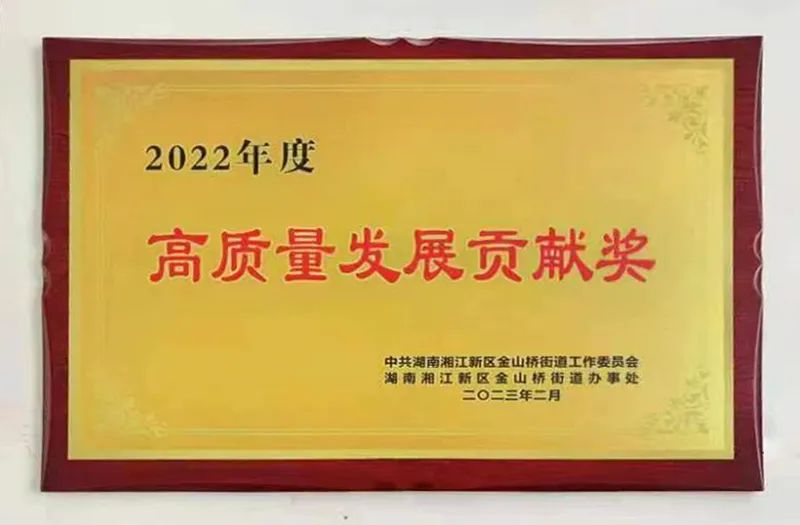 2022年度
高质量发展贡献奖
中共湖南湘江新区金山桥街道工作委员会
湖南湘江新区金山桥街道办事处
二〇二三年二月